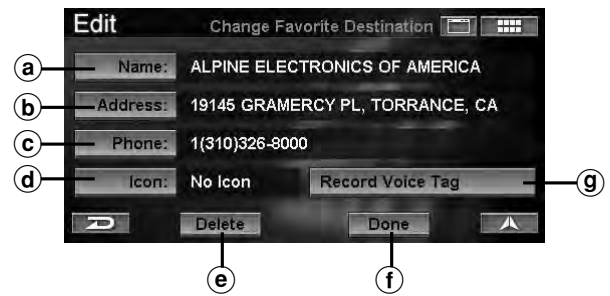 Edit Change Favorite Destination
a Name: ALPINE ELECTRONICS OF AMERICA
b Address: 19145 GRAMERCY PL, TORRANCE, CA
c Phone: 1(310)326-8000
d Icon: No Icon Record Voice Tag g
Delete Done
e f